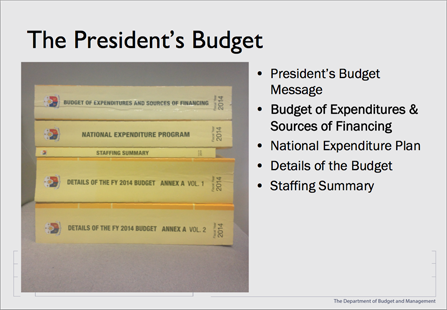 The President's Budget
BUDGET OF EXPENDITURES AND SOURCES OF FINANCING
2014
NATIONAL EXPENDITURE PROGRAM
2014
STAFFING SUMMARY
DETAILS OF THE FY 2014 BUDGET ANNEX A VOL. 1
2014
DETAILS OF THE FY 2014 BUDGET ANNEX A VOL. 2
2014
• President's Budget
Message
• Budget of Expenditures &
Sources of Financing
• National Expenditure Plan
• Details of the Budget
• Staffing Summary
The Department of Budget and Management